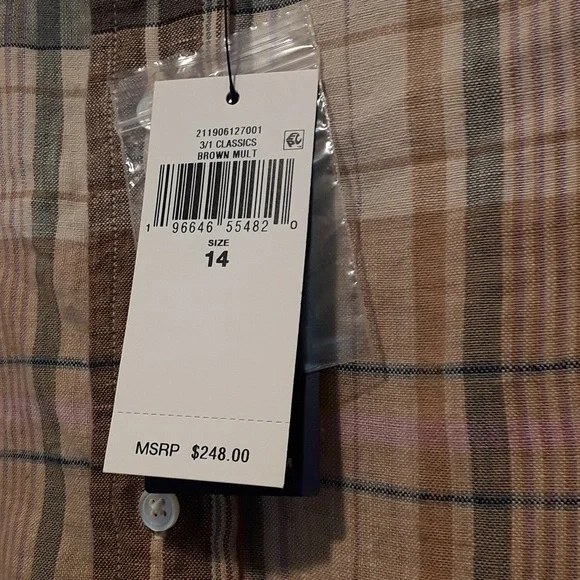 211906127001
3/1 CLASSICS
BROWN MULT
1 96646 55482 0
SIZE
14
MSRP $248.00